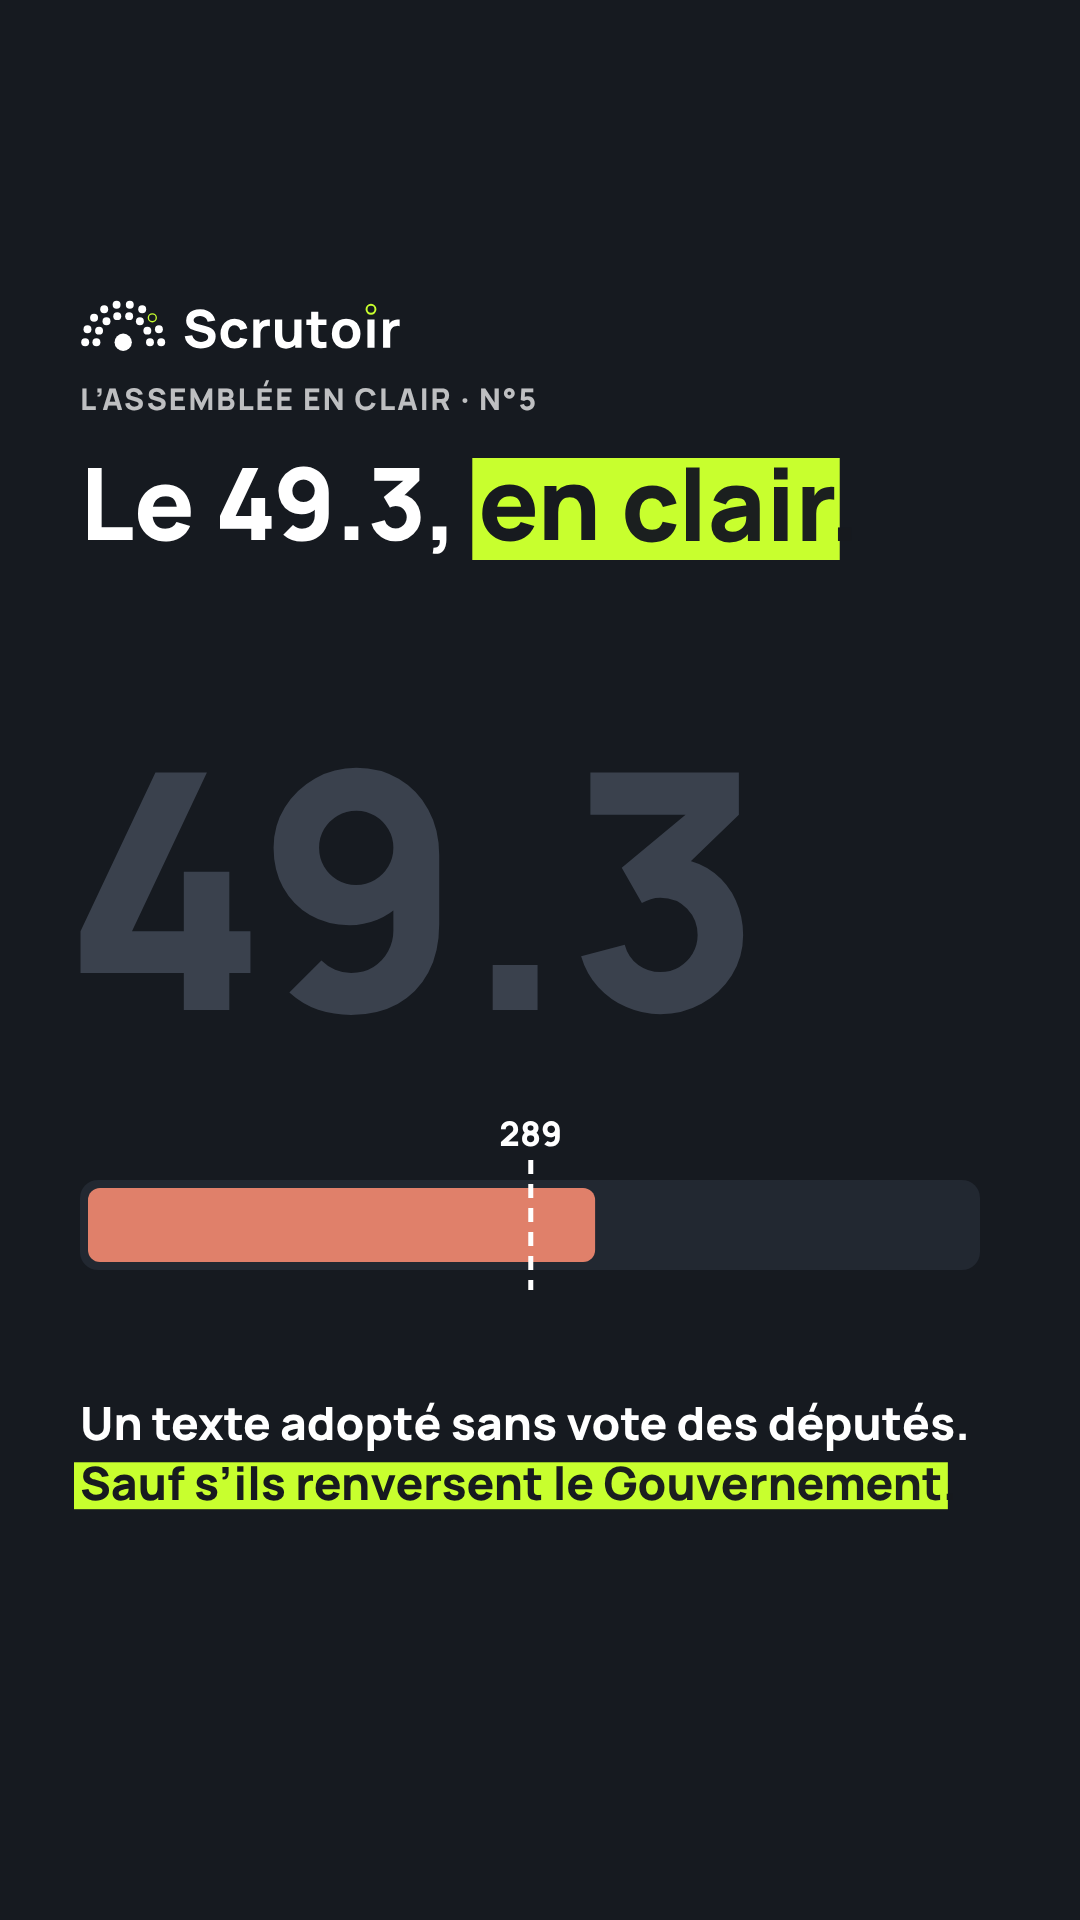 Scrutoir
L’ASSEMBLÉE EN CLAIR · N°5
Le 49.3, en clair.
49.3
289
Un texte adopté sans vote des députés.
Sauf s’ils renversent le Gouvernement.